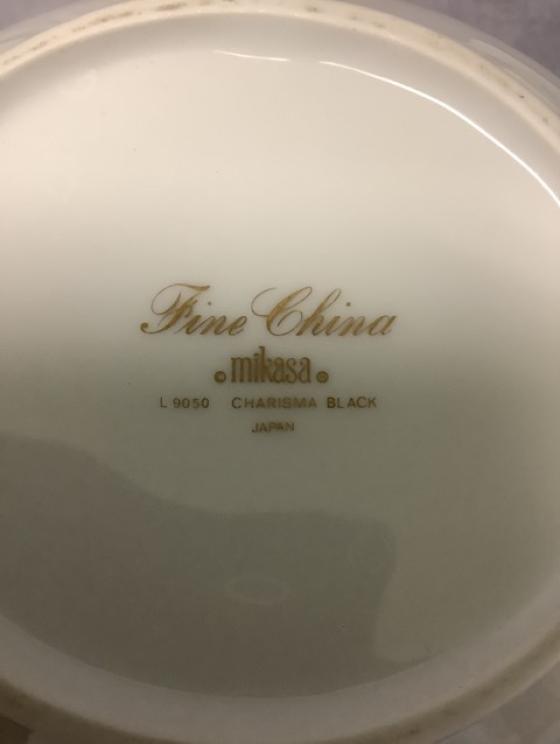 Fine China
© mikasa ®
L 9050 CHARISMA BLACK
JAPAN